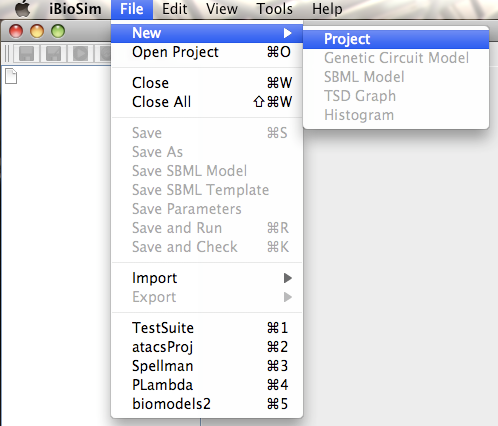 iBioSim File Edit View Tools Help
New
Open Project ⌘O
Close ⌘W
Close All ⇧⌘W
Save ⌘S
Save As
Save SBML Model
Save SBML Template
Save Parameters
Save and Run ⌘R
Save and Check ⌘K
Import
Export
TestSuite ⌘1
atacsProj ⌘2
Spellman ⌘3
PLambda ⌘4
biomodels2 ⌘5
Project
Genetic Circuit Model
SBML Model
TSD Graph
Histogram